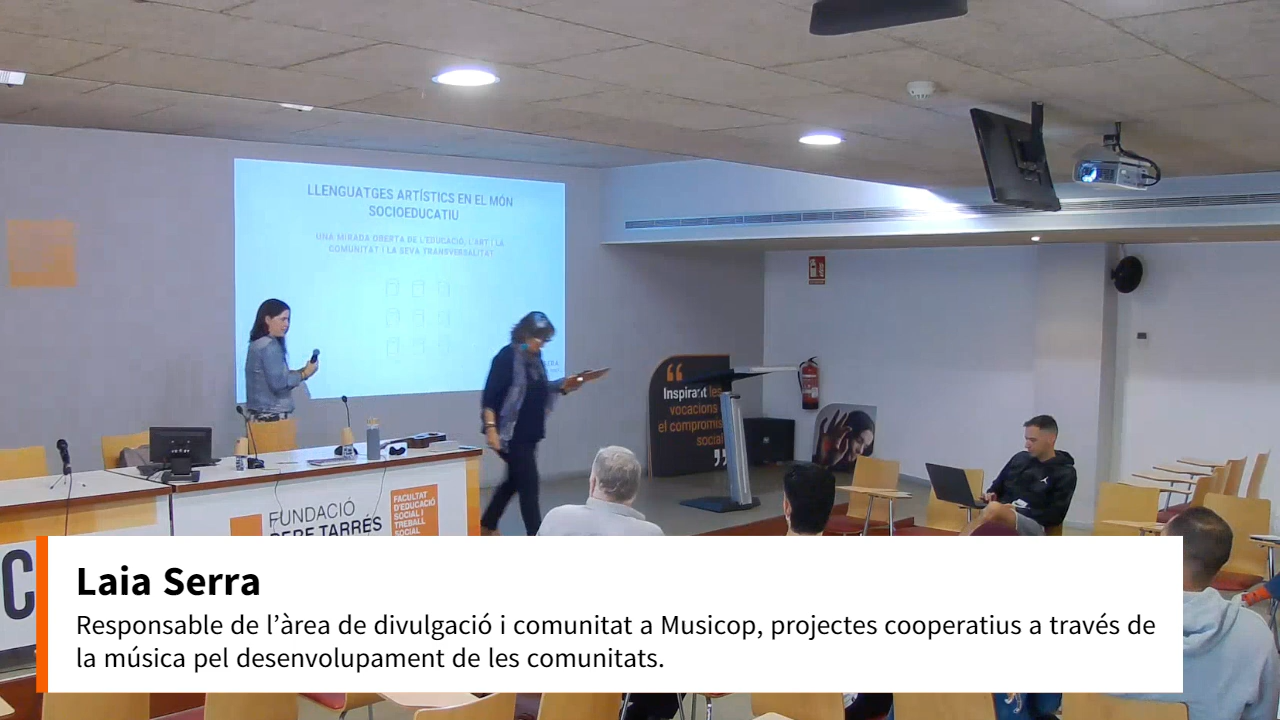 LLENGUATGES ARTÍSTICS EN EL MÓN
SOCIOEDUCATIU
UNA MIRADA OBERTA DE L'EDUCACIÓ, L'ART I LA
COMUNITAT I LA SEVA TRANSVERSALITAT
Inspirant les
vocacions
el compromís
social
FUNDACIÓ
PERE TARRÉS
FACULTAT
D'EDUCACIÓ
SOCIAL I
TREBALL
SOCIAL
Laia Serra
Responsable de l’àrea de divulgació i comunitat a Musicop, projectes cooperatius a través de
la música pel desenvolupament de les comunitats.